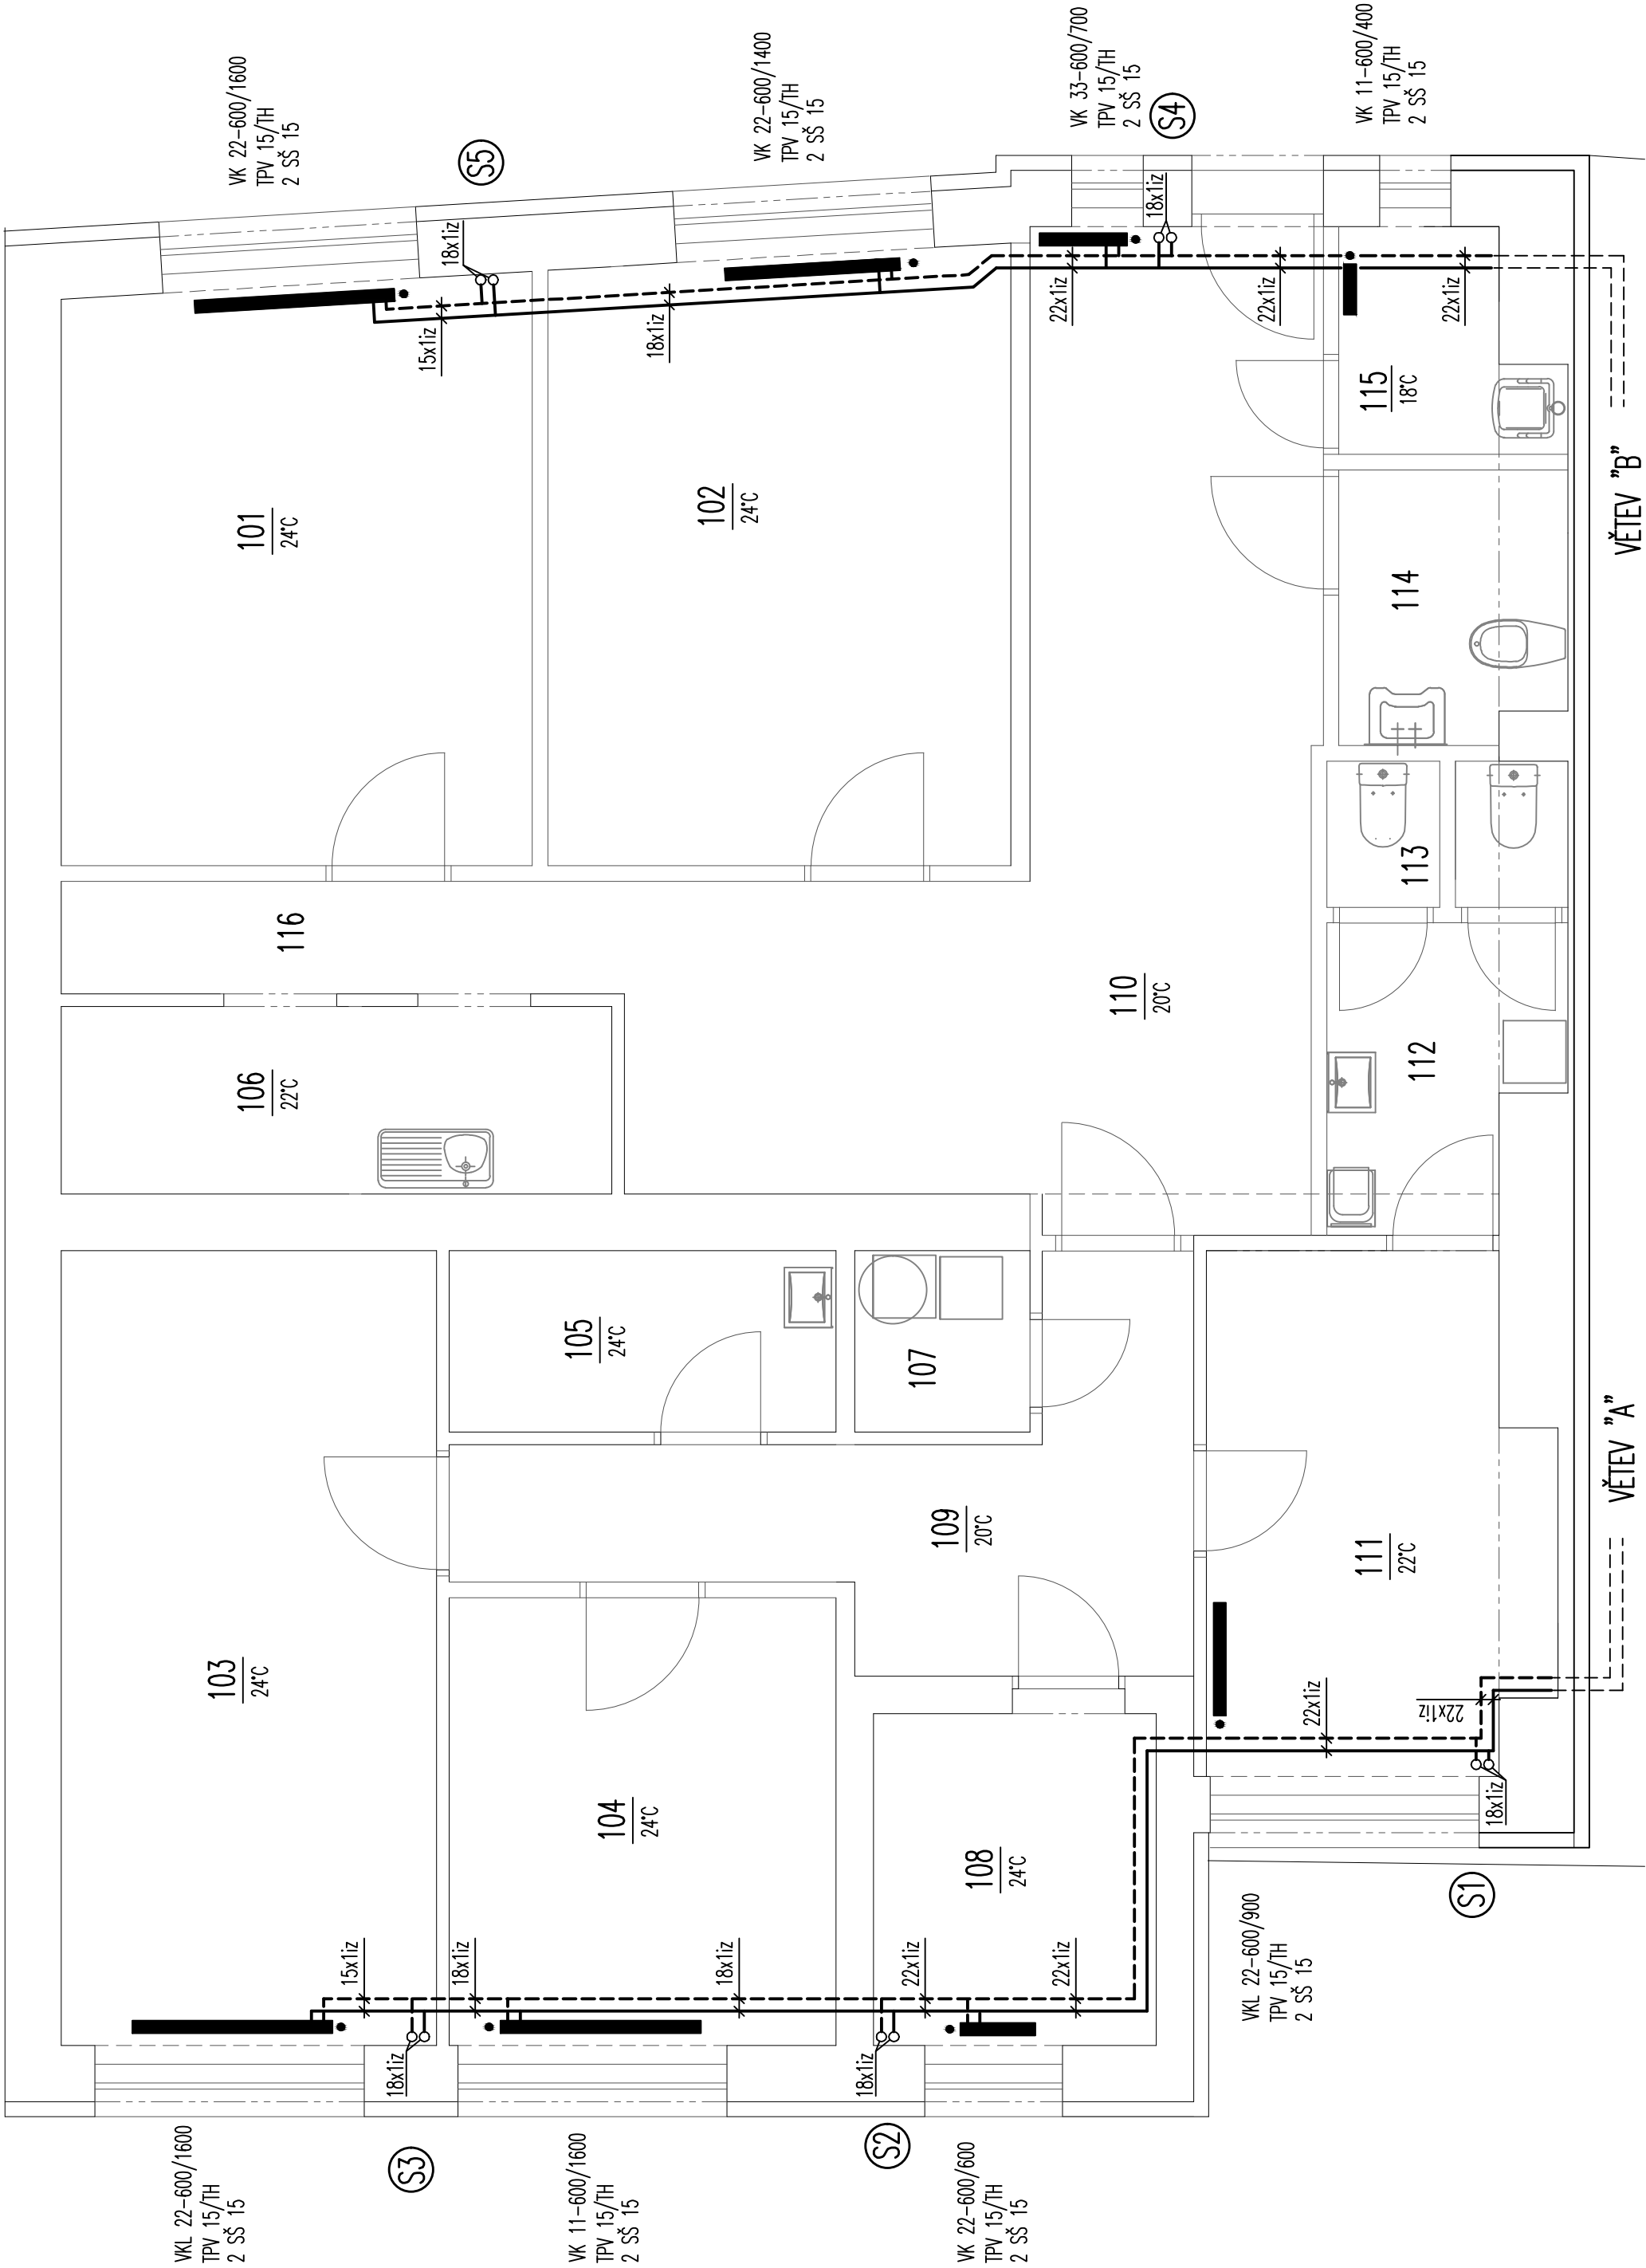 VK 22-600/1600
TPV 15/TH
2 SŠ 15
S5
VK 22-600/1400
TPV 15/TH
2 SŠ 15
VK 33-600/700
TPV 15/TH
2 SŠ 15
S4
VK 11-600/400
TPV 15/TH
2 SŠ 15
18x1iz
18x1iz
15x1iz
18x1iz
22x1iz
22x1iz
22x1iz
101
24°C
102
24°C
115
18°C
114
VĚTEV "B"
116
113
110
20°C
112
106
22°C
105
24°C
107
109
20°C
111
22°C
VĚTEV "A"
103
24°C
104
24°C
108
24°C
22x1iz
22x1iz
18x1iz
15x1iz
18x1iz
18x1iz
22x1iz
22x1iz
18x1iz
18x1iz
S1
VKL 22-600/900
TPV 15/TH
2 SŠ 15
VKL 22-600/1600
TPV 15/TH
2 SŠ 15
S3
VK 11-600/1600
TPV 15/TH
2 SŠ 15
S2
VK 22-600/600
TPV 15/TH
2 SŠ 15